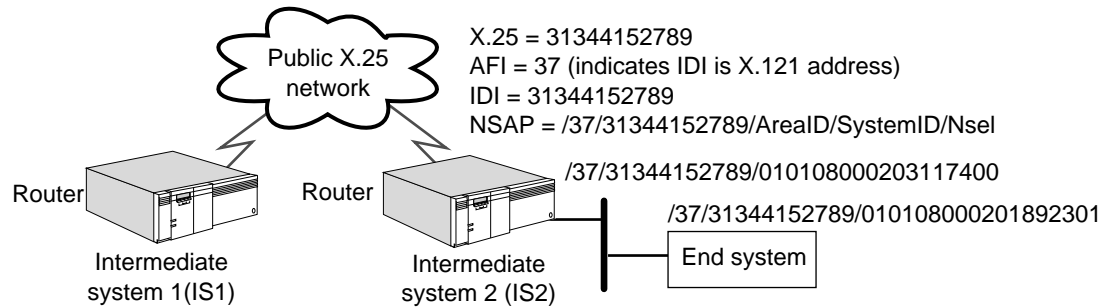 Public X.25
network
X.25 = 31344152789
AFI = 37 (indicates IDI is X.121 address)
IDI = 31344152789
NSAP = /37/31344152789/AreaID/SystemID/Nsel
/37/31344152789/010108000203117400
Router
Router
/37/31344152789/010108000201892301
End system
Intermediate
system 1(IS1)
Intermediate
system 2 (IS2)